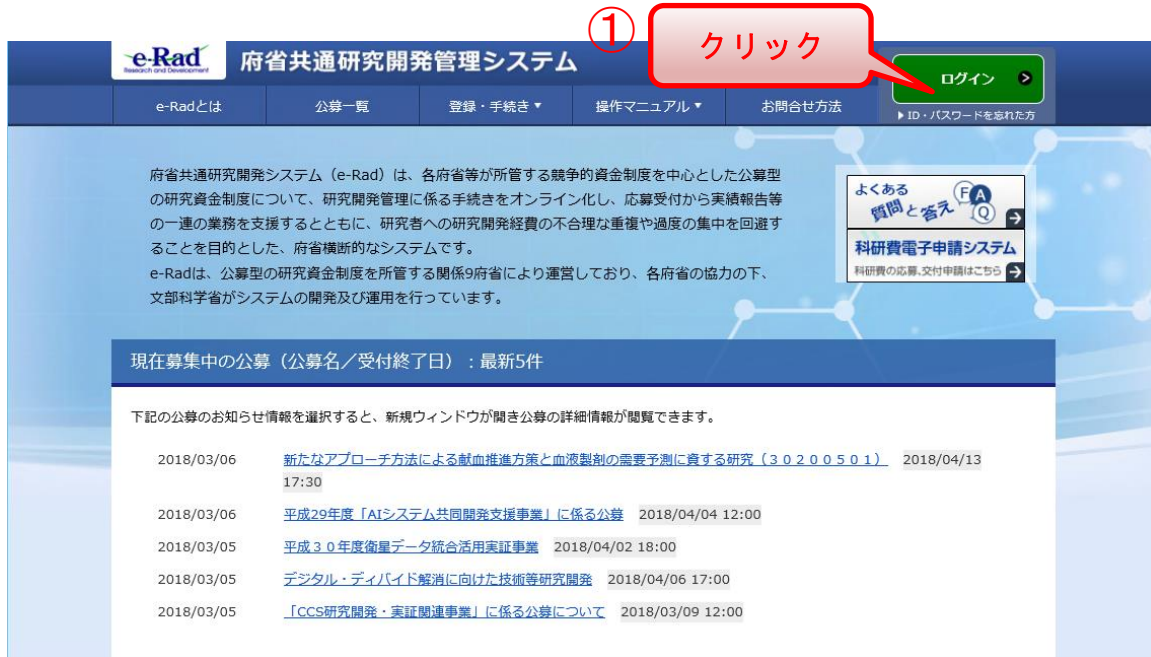 ①
クリック
e-Rad
Research and Development
府省共通研究開発管理システム
ログイン
e-Radとは
公募一覧
登録・手続き▼
操作マニュアル▼
お問合せ方法
▶ID・パスワードを忘れた方
府省共通研究開発システム（e-Rad）は、各府省等が所管する競争的資金制度を中心とした公募型
の研究資金制度について、研究開発管理に係る手続きをオンライン化し、応募受付から実績報告等
の一連の業務を支援するとともに、研究者への研究開発経費の不合理な重複や過度の集中を回避す
ることを目的とした、府省横断的なシステムです。
e-Radは、公募型の研究資金制度を所管する関係9府省により運営しており、各府省の協力の下、
文部科学省がシステムの開発及び運用を行っています。
よくある
質問と答え
FAQ
科研費電子申請システム
科研費の応募、交付申請はこちら
現在募集中の公募（公募名／受付終了日）：最新5件
下記の公募のお知らせ情報を選択すると、新規ウィンドウが開き公募の詳細情報が閲覧できます。
2018/03/06 新たなアプローチ方法による献血推進方策と血液製剤の需要予測に資する研究（３０２００５０１） 2018/04/13
17:30
2018/03/06 平成29年度「AIシステム共同開発支援事業」に係る公募 2018/04/04 12:00
2018/03/05 平成３０年度衛星データ統合活用実証事業 2018/04/02 18:00
2018/03/05 デジタル・ディバイド解消に向けた技術等研究開発 2018/04/06 17:00
2018/03/05 「CCS研究開発・実証関連事業」に係る公募について 2018/03/09 12:00